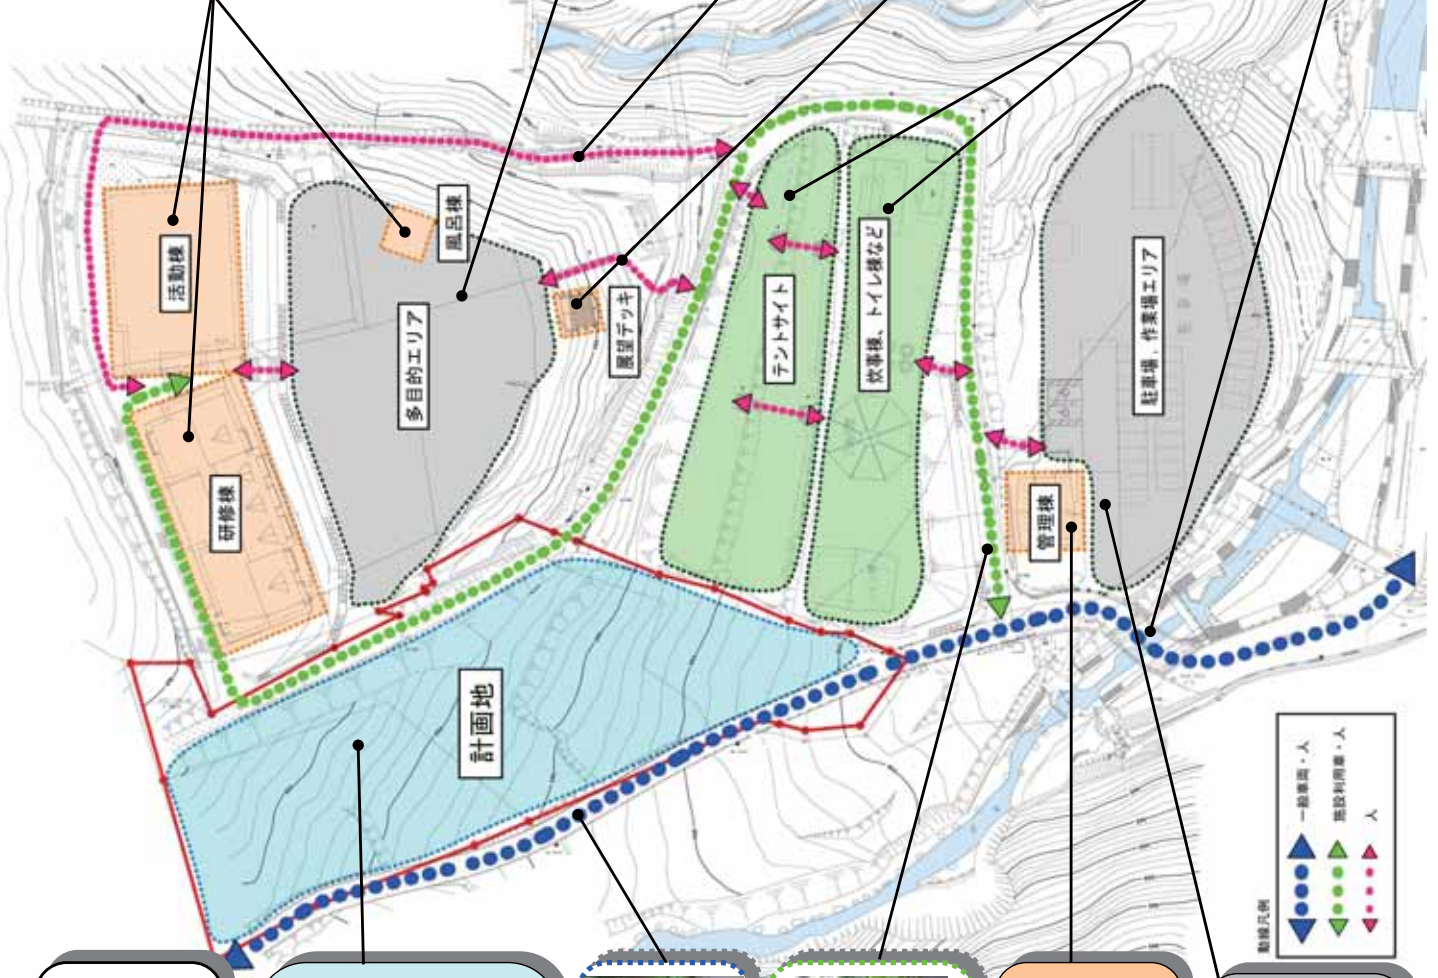 活動棟
風呂棟
研修棟
多目的エリア
展望デッキ
テントサイト
炊事棟、トイレ棟など
管理棟
駐車場，作業場エリア
計画地
動線凡例
一般車両・人
施設利用車・人
人